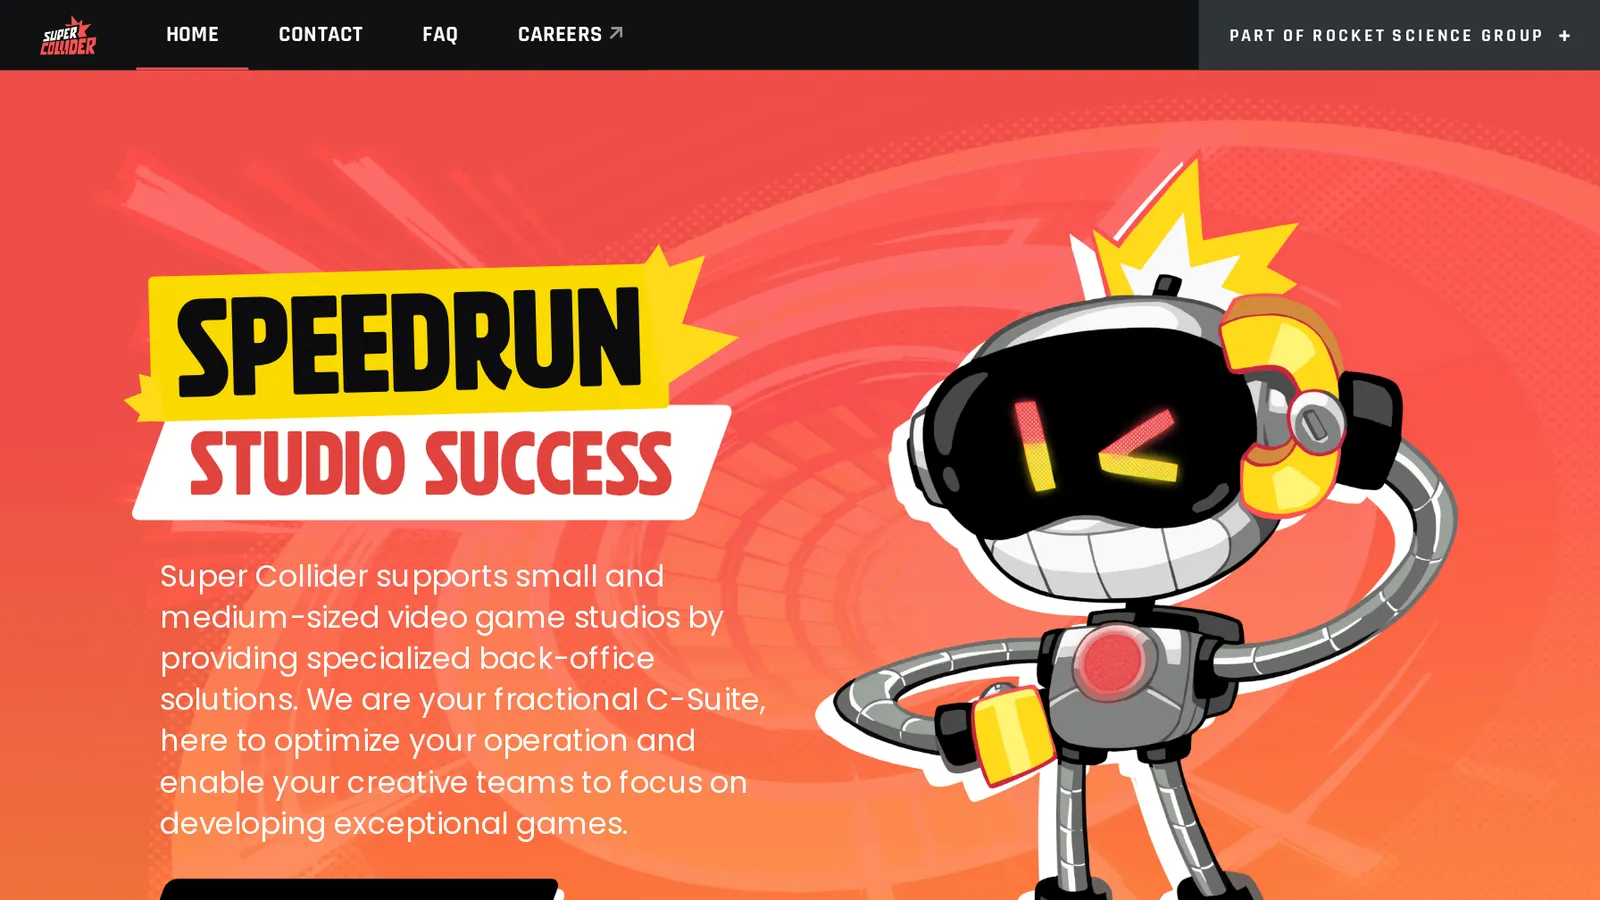 SUPER
COLLIDER
HOME
CONTACT
FAQ
CAREERS
PART OF ROCKET SCIENCE GROUP +
SPEEDRUN
STUDIO SUCCESS
Super Collider supports small and
medium-sized video game studios by
providing specialized back-office
solutions. We are your fractional C-Suite,
here to optimize your operation and
enable your creative teams to focus on
developing exceptional games.